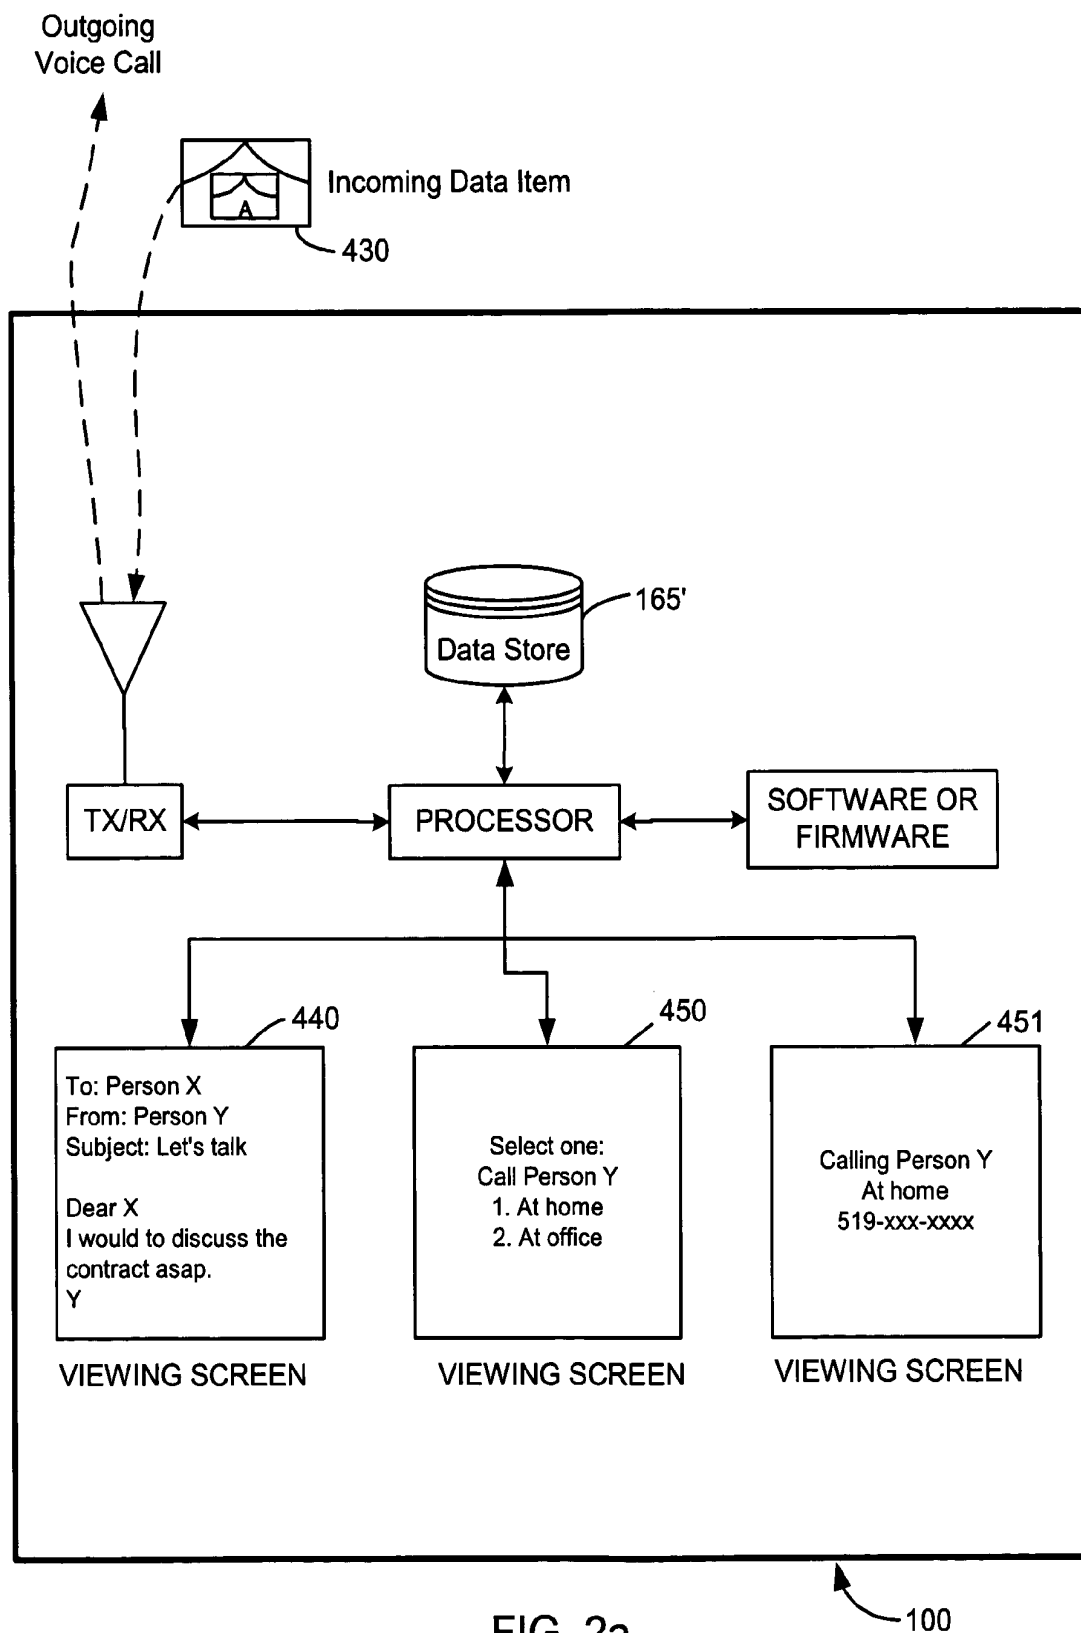 Outgoing
Voice Call
Incoming Data Item
A
430
165'
Data Store
TX/RX
PROCESSOR
SOFTWARE OR
FIRMWARE
440
450
451
To: Person X
From: Person Y
Subject: Let's talk
Dear X
I would to discuss the
contract asap.
Y
Select one:
Call Person Y
1. At home
2. At office
Calling Person Y
At home
519-xxx-xxxx
VIEWING SCREEN
VIEWING SCREEN
VIEWING SCREEN
100
FIG. 2a